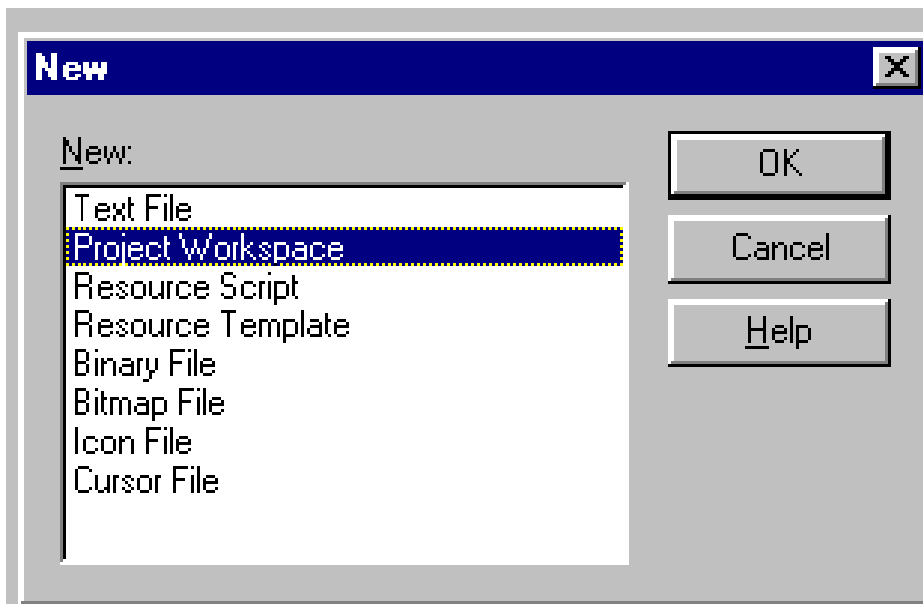 New
New:
OK
Text File
Project Workspace
Cancel
Resource Script
Resource Template
Help
Binary File
Bitmap File
Icon File
Cursor File